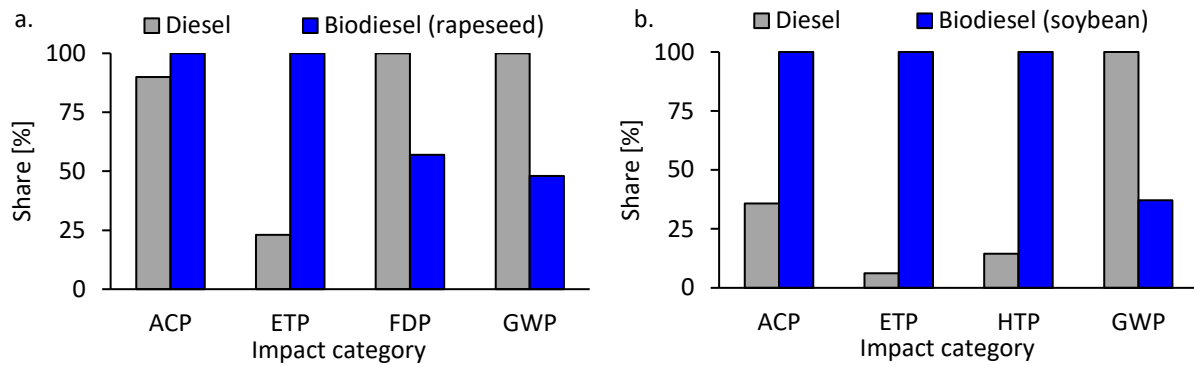 a.
Diesel Biodiesel (rapeseed)
Share [%]
100
75
50
25
0
ACP ETP FDP GWP
Impact category
b.
Diesel Biodiesel (soybean)
Share [%]
100
75
50
25
0
ACP ETP HTP GWP
Impact category